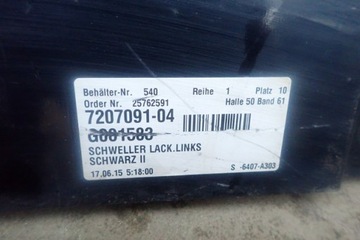 Behälter-Nr. 540 Reihe 1 Platz 10
Order Nr. 25762591 Halle 50 Band 61
7207091-04
G001583
SCHWELLER LACK.LINKS
SCHWARZ II
17.06.15 5:18:00 S -6407-A303